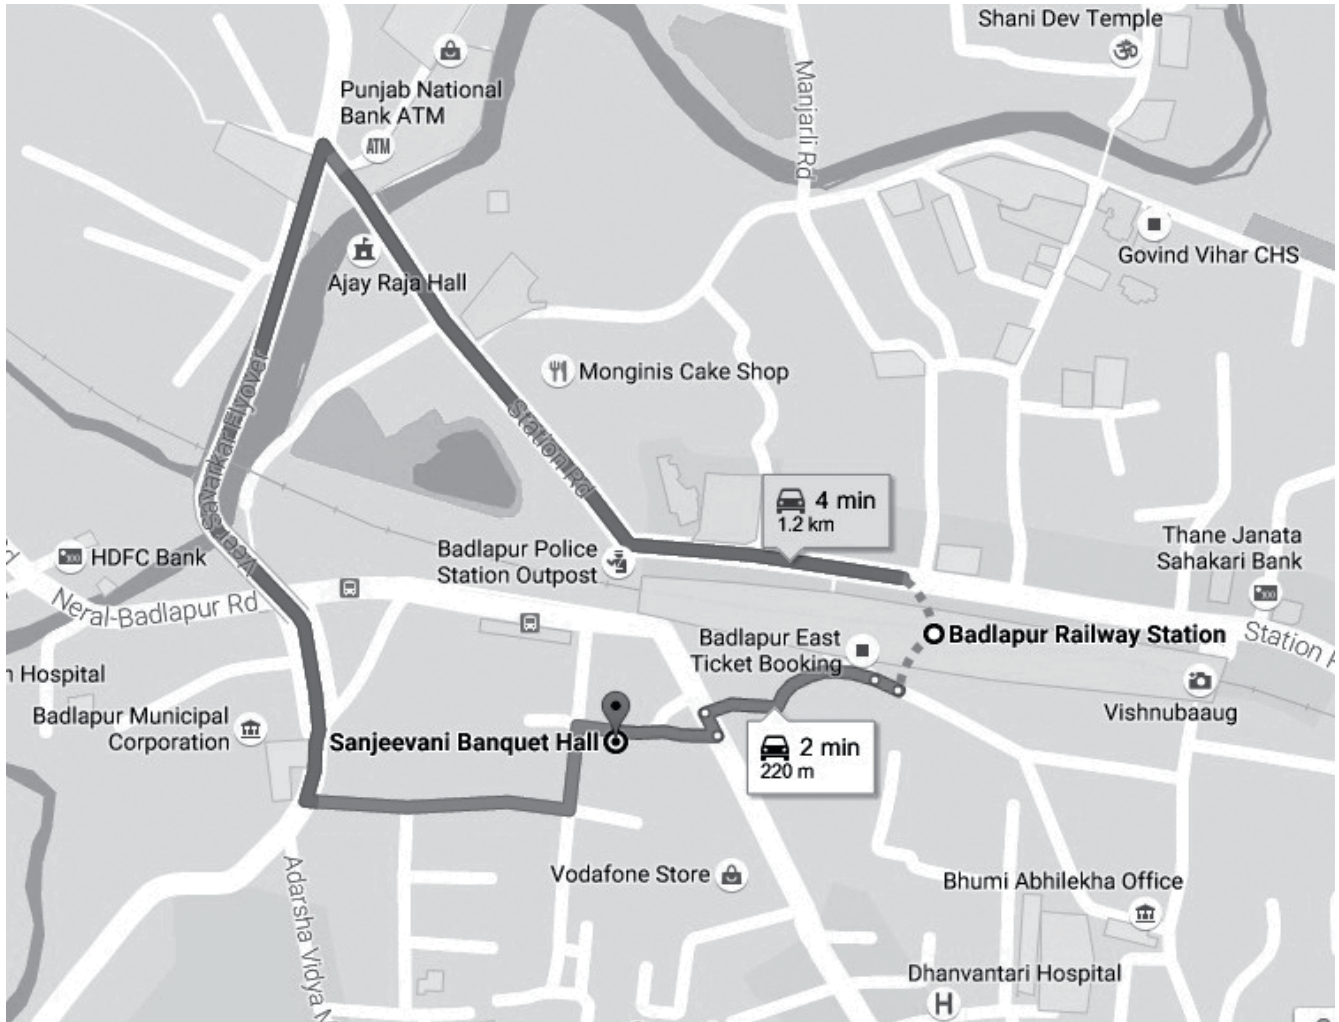 Shani Dev Temple
Punjab National
Bank ATM
ATM
Manjarli Rd
Govind Vihar CHS
Ajay Raja Hall
Monginis Cake Shop
Veer Savarkar Flyover
Station Rd
4 min
1.2 km
Thane Janata
Sahakari Bank
HDFC Bank
Badlapur Police
Station Outpost
Neral-Badlapur Rd
Badlapur East
Ticket Booking
Badlapur Railway Station
Station
Hospital
Vishnubaaug
Badlapur Municipal
Corporation
Sanjeevani Banquet Hall
2 min
220 m
Adarsha Vidya
Vodafone Store
Bhumi Abhilekha Office
Dhanvantari Hospital
H